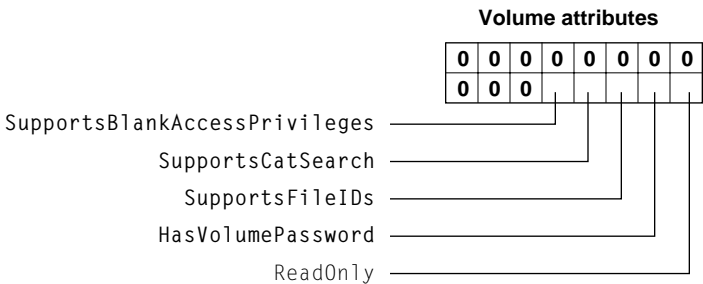 Volume attributes
0 0 0 0 0 0 0 0
0 0 0
SupportsBlankAccessPrivileges
SupportsCatSearch
SupportsFileIDs
HasVolumePassword
ReadOnly